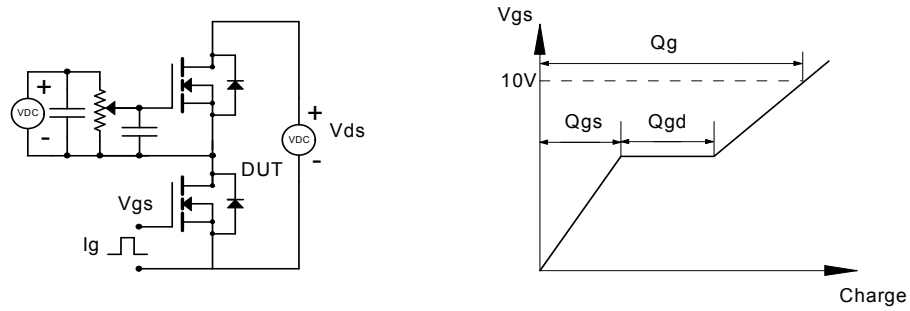 +
VDC
-
+
VDC
-
Vds
DUT
Vgs
Ig
Vgs
Qg
10V
Qgs
Qgd
Charge